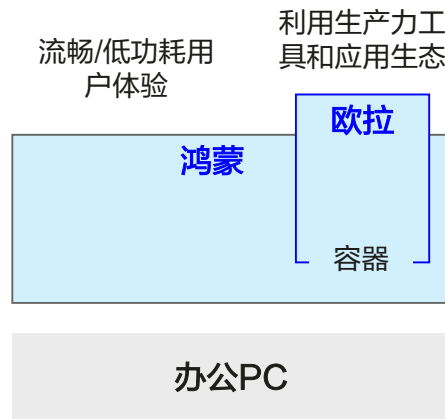 流畅/低功耗用
户体验
利用生产力工
具和应用生态
欧拉
鸿蒙
容器
办公PC